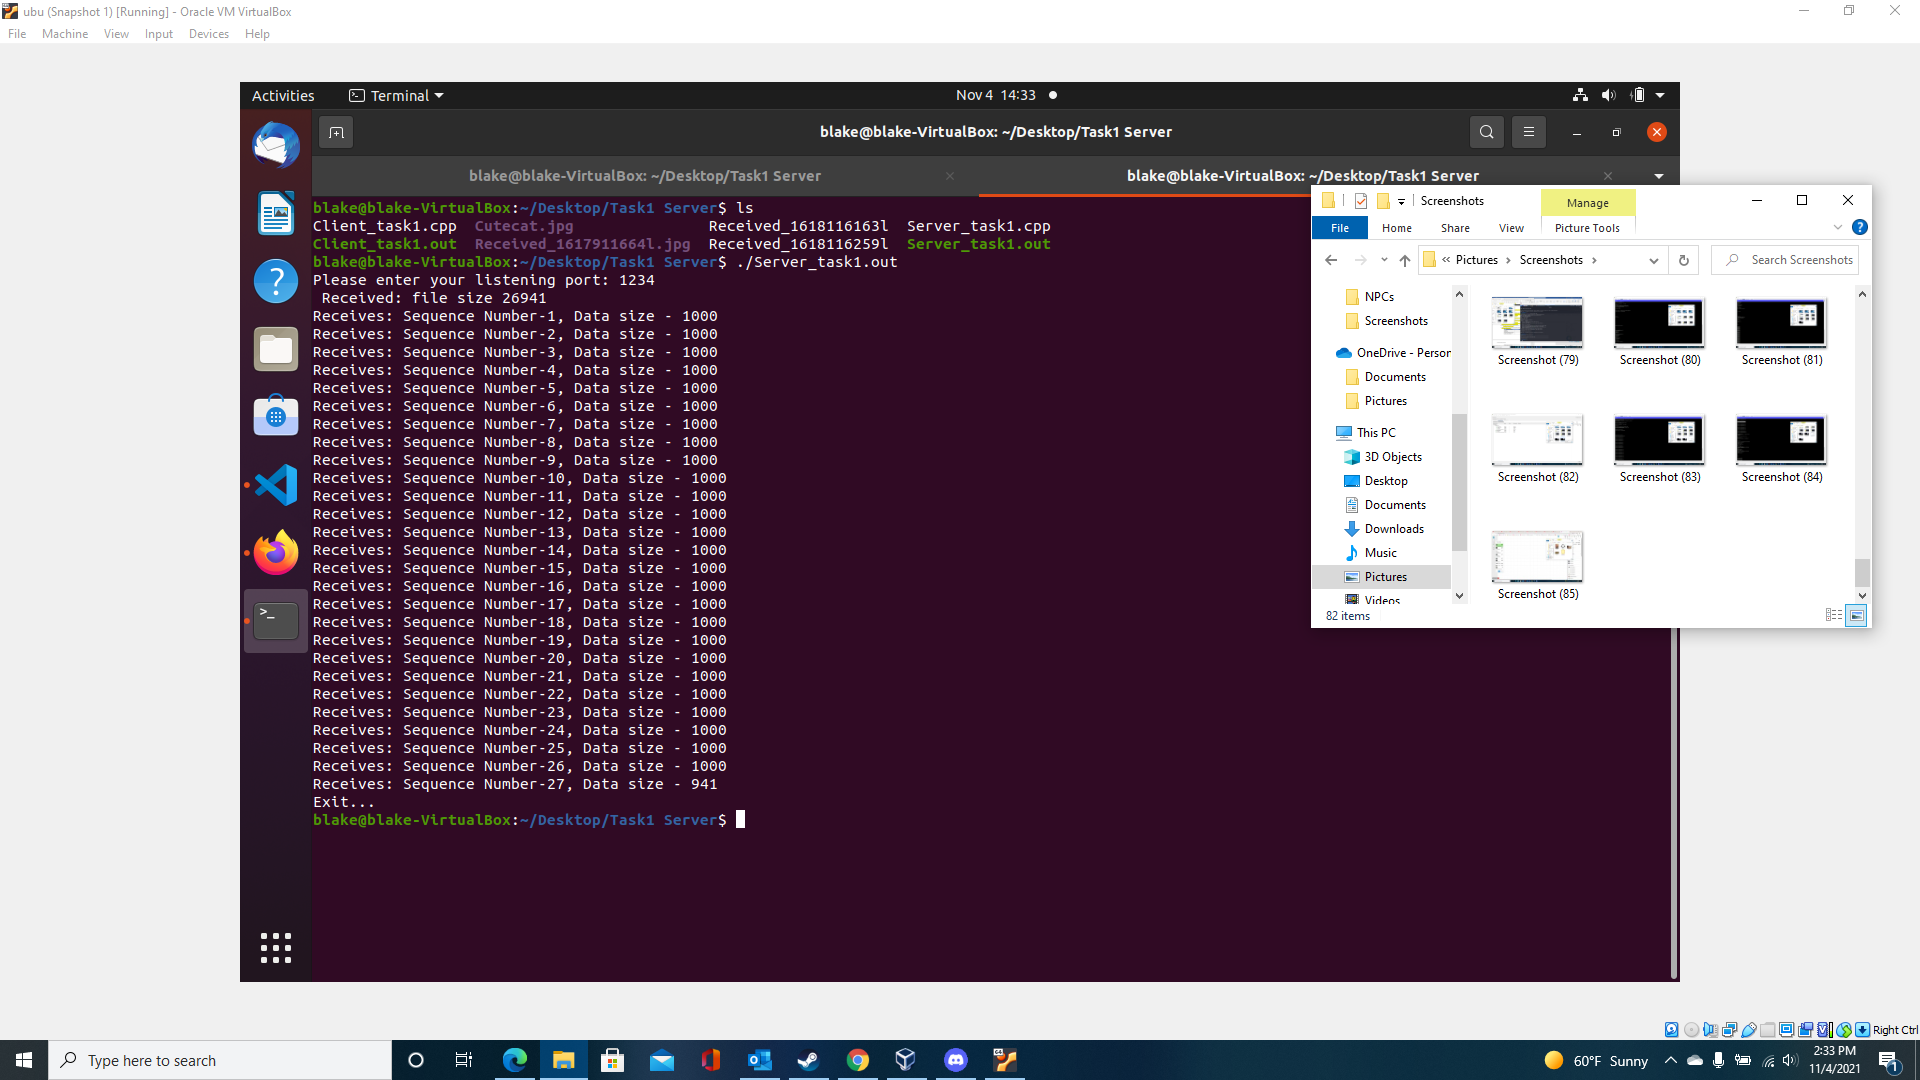 ubu (Snapshot 1) [Running] - Oracle VM VirtualBox
File Machine View Input Devices Help
Activities Terminal Nov 4 14:33
blake@blake-VirtualBox: ~/Desktop/Task1 Server
blake@blake-VirtualBox: ~/Desktop/Task1 Server
blake@blake-VirtualBox: ~/Desktop/Task1 Server
blake@blake-VirtualBox:~/Desktop/Task1 Server$ ls
Client_task1.cpp Cutecat.jpg Received_1618116163l Server_task1.cpp
Client_task1.out Received_1617911664l.jpg Received_1618116259l Server_task1.out
blake@blake-VirtualBox:~/Desktop/Task1 Server$ ./Server_task1.out
Please enter your listening port: 1234
Received: file size 26941
Receives: Sequence Number-1, Data size - 1000
Receives: Sequence Number-2, Data size - 1000
Receives: Sequence Number-3, Data size - 1000
Receives: Sequence Number-4, Data size - 1000
Receives: Sequence Number-5, Data size - 1000
Receives: Sequence Number-6, Data size - 1000
Receives: Sequence Number-7, Data size - 1000
Receives: Sequence Number-8, Data size - 1000
Receives: Sequence Number-9, Data size - 1000
Receives: Sequence Number-10, Data size - 1000
Receives: Sequence Number-11, Data size - 1000
Receives: Sequence Number-12, Data size - 1000
Receives: Sequence Number-13, Data size - 1000
Receives: Sequence Number-14, Data size - 1000
Receives: Sequence Number-15, Data size - 1000
Receives: Sequence Number-16, Data size - 1000
Receives: Sequence Number-17, Data size - 1000
Receives: Sequence Number-18, Data size - 1000
Receives: Sequence Number-19, Data size - 1000
Receives: Sequence Number-20, Data size - 1000
Receives: Sequence Number-21, Data size - 1000
Receives: Sequence Number-22, Data size - 1000
Receives: Sequence Number-23, Data size - 1000
Receives: Sequence Number-24, Data size - 1000
Receives: Sequence Number-25, Data size - 1000
Receives: Sequence Number-26, Data size - 1000
Receives: Sequence Number-27, Data size - 941
Exit...
blake@blake-VirtualBox:~/Desktop/Task1 Server$
Screenshots Manage
File Home Share View Picture Tools
« Pictures › Screenshots › Search Screenshots
NPCs
Screenshots
OneDrive - Person
Documents
Pictures
This PC
3D Objects
Desktop
Documents
Downloads
Music
Pictures
Videos
Screenshot (79) Screenshot (80) Screenshot (81)
Screenshot (82) Screenshot (83) Screenshot (84)
Screenshot (85)
82 items
Right Ctrl
Type here to search
60°F Sunny
2:33 PM
11/4/2021
1